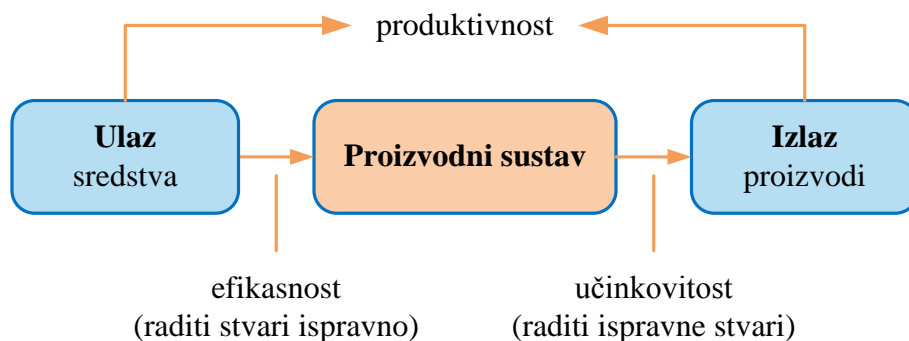 produktivnost
Ulaz
sredstva
Proizvodni sustav
Izlaz
proizvodi
efikasnost
(raditi stvari ispravno)
učinkovitost
(raditi ispravne stvari)